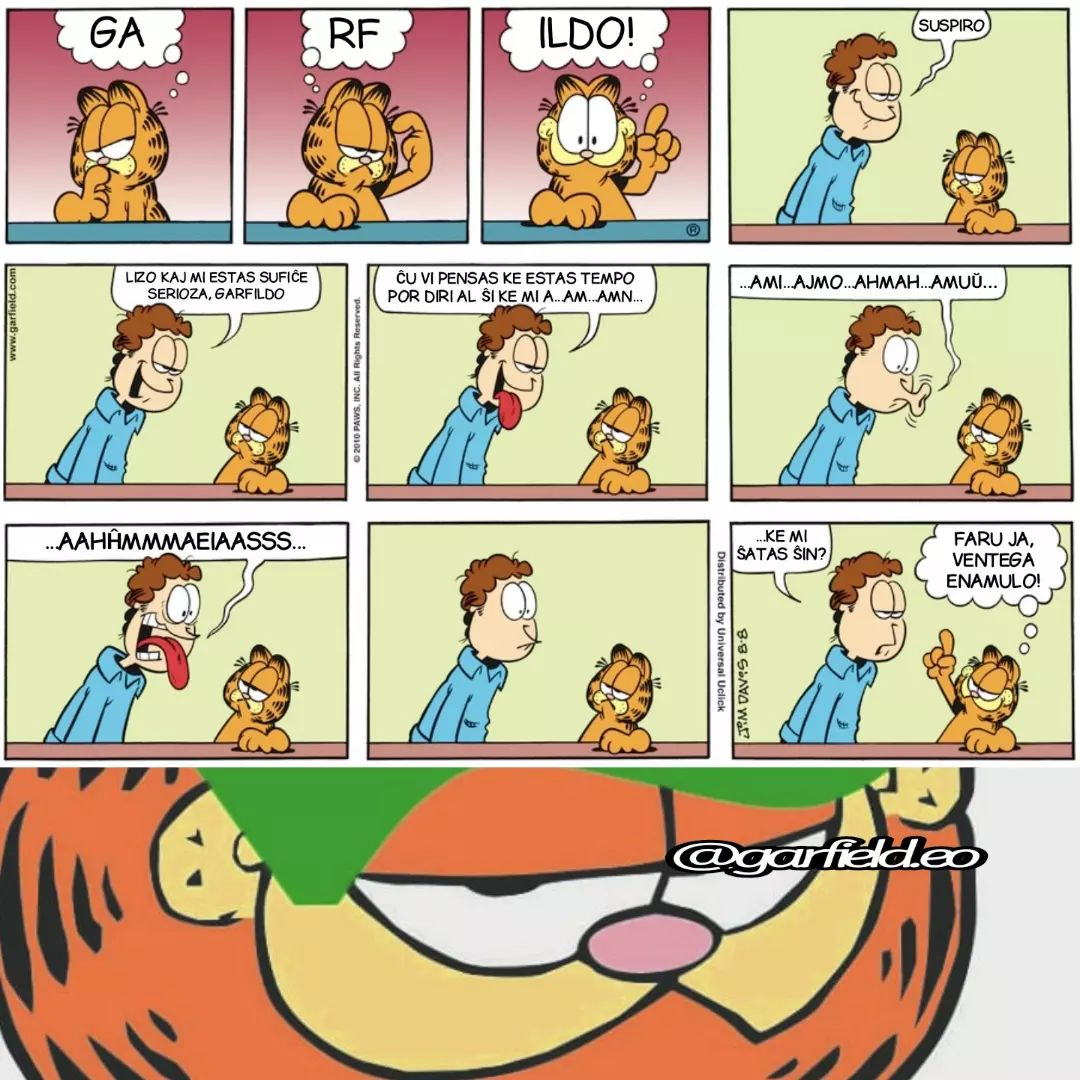 GA
RF
ILDO!
®
SUSPIRO
www.garfield.com
LIZO KAJ MI ESTAS SUFIĈE
SERIOZA, GARFILDO
© 2010 PAWS, INC. All Rights Reserved.
ĈU VI PENSAS KE ESTAS TEMPO
POR DIRI AL ŜI KE MI A...AM...AMN...
...AMI...AJMO...AHMAH...AMUŬ...
...AAHĤMMMAEIAASSS...
Distributed by Universal Uclick
JIM DAVIS 8·8
...KE MI
ŜATAS ŜIN?
FARU JA,
VENTEGA
ENAMULO!
@garfield.eo